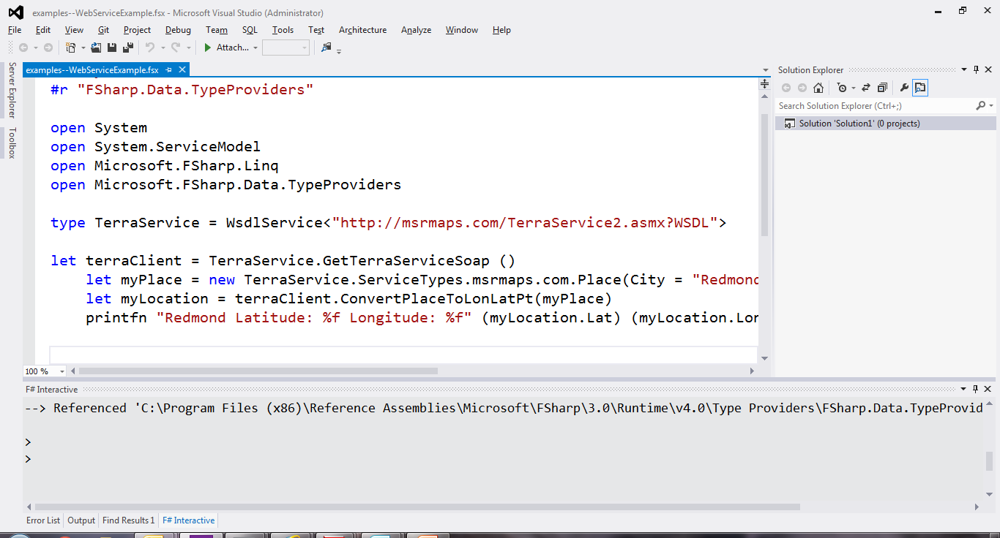 examples--WebServiceExample.fsx - Microsoft Visual Studio (Administrator)
File Edit View Git Project Debug Team SQL Tools Test Architecture Analyze Window Help
Attach...
Server Explorer
Toolbox
examples--WebServiceExample.fsx
#r "FSharp.Data.TypeProviders"
open System
open System.ServiceModel
open Microsoft.FSharp.Linq
open Microsoft.FSharp.Data.TypeProviders
type TerraService = WsdlService<"http://msrmaps.com/TerraService2.asmx?WSDL">
let terraClient = TerraService.GetTerraServiceSoap ()
let myPlace = new TerraService.ServiceTypes.msrmaps.com.Place(City = "Redmond
let myLocation = terraClient.ConvertPlaceToLonLatPt(myPlace)
printfn "Redmond Latitude: %f Longitude: %f" (myLocation.Lat) (myLocation.Lon
100 %
Solution Explorer
Search Solution Explorer (Ctrl+;)
Solution 'Solution1' (0 projects)
F# Interactive
--> Referenced 'C:\Program Files (x86)\Reference Assemblies\Microsoft\FSharp\3.0\Runtime\v4.0\Type Providers\FSharp.Data.TypeProvid
>
>
Error List Output Find Results 1 F# Interactive